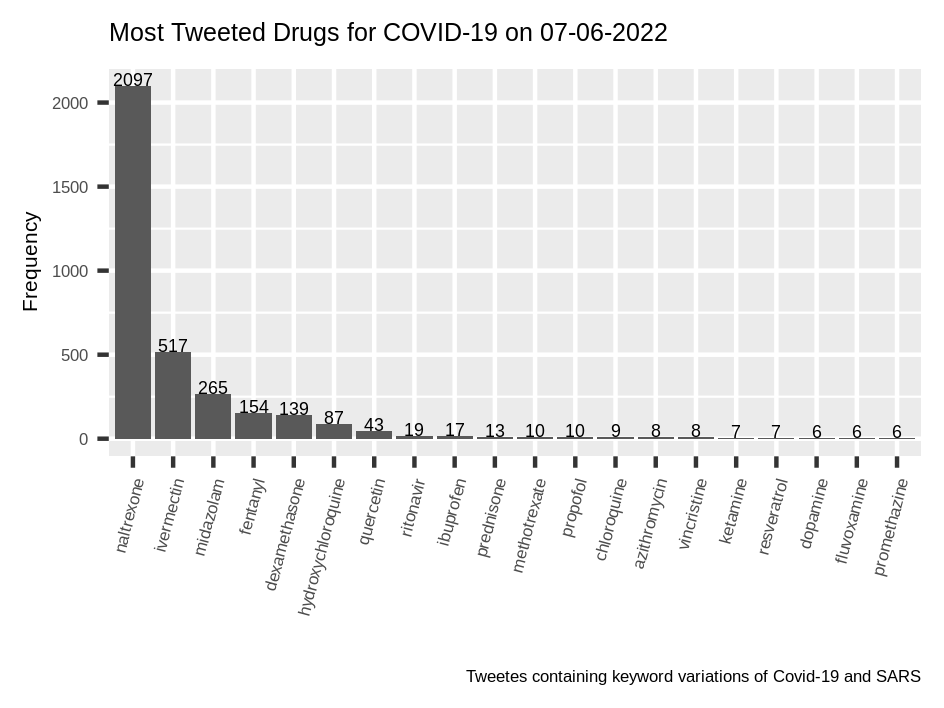 Most Tweeted Drugs for COVID-19 on 07-06-2022
Frequency
2000
1500
1000
500
0
2097
517
265
154
139
87
43
19
17
13
10
10
9
8
8
7
7
6
6
6
naltrexone
ivermectin
midazolam
fentanyl
dexamethasone
hydroxychloroquine
quercetin
ritonavir
ibuprofen
prednisone
methotrexate
propofol
chloroquine
azithromycin
vincristine
ketamine
resveratrol
dopamine
fluvoxamine
promethazine
Tweetes containing keyword variations of Covid-19 and SARS